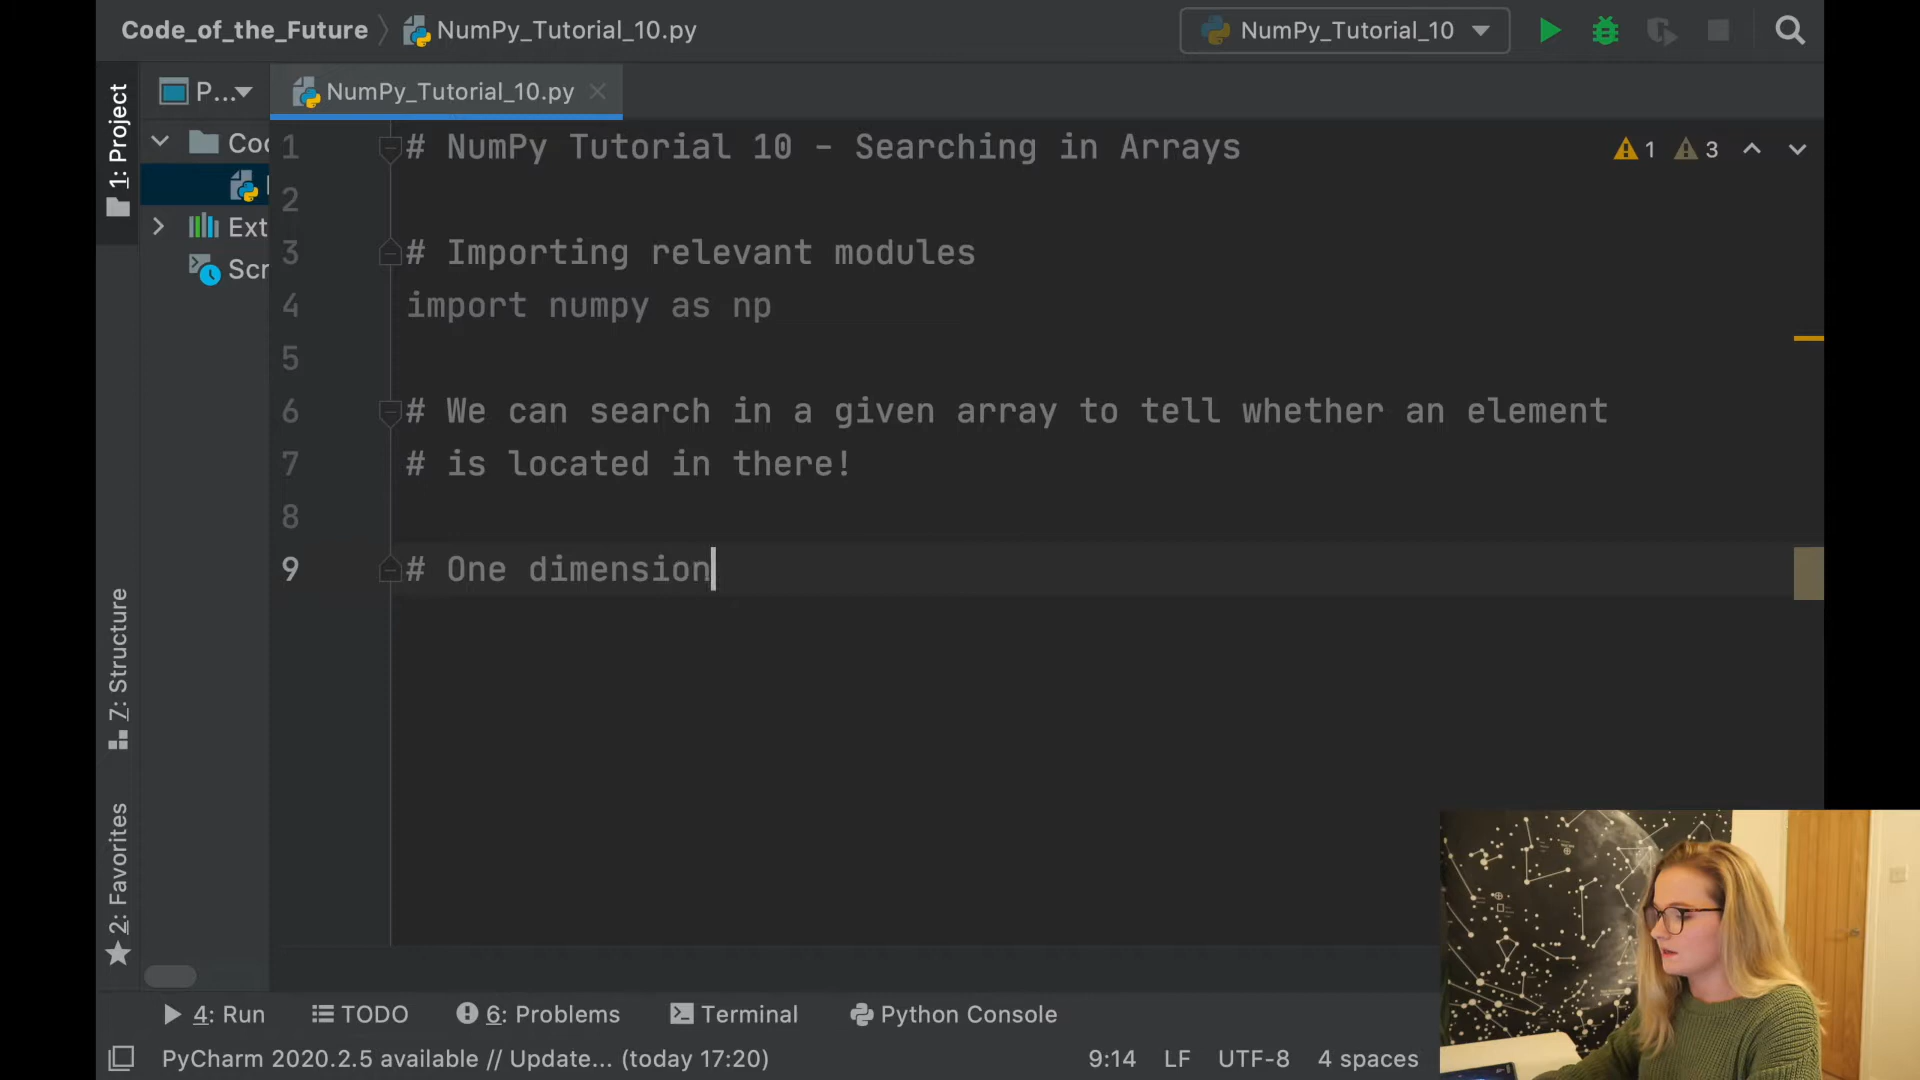 Code_of_the_Future
NumPy_Tutorial_10.py
NumPy_Tutorial_10
1: Project
P...
NumPy_Tutorial_10.py
Ext
Scr
1 # NumPy Tutorial 10 - Searching in Arrays
2
3 # Importing relevant modules
4 import numpy as np
5
6 # We can search in a given array to tell whether an element
7 # is located in there!
8
9 # One dimension
1 3
7: Structure
2: Favorites
4: Run
TODO
6: Problems
Terminal
Python Console
PyCharm 2020.2.5 available // Update... (today 17:20)
9:14 LF UTF-8 4 spaces